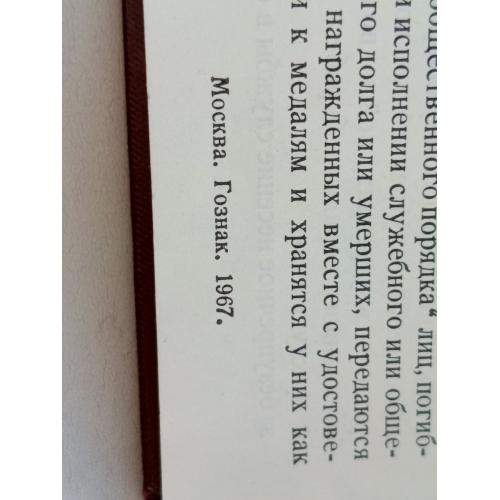 общественного порядка“ лиц, погиб-
и исполнении служебного или обще-
го долга или умерших, передаются
награжденных вместе с удостове-
и к медалям и хранятся у них как
Москва. Гознак. 1967.